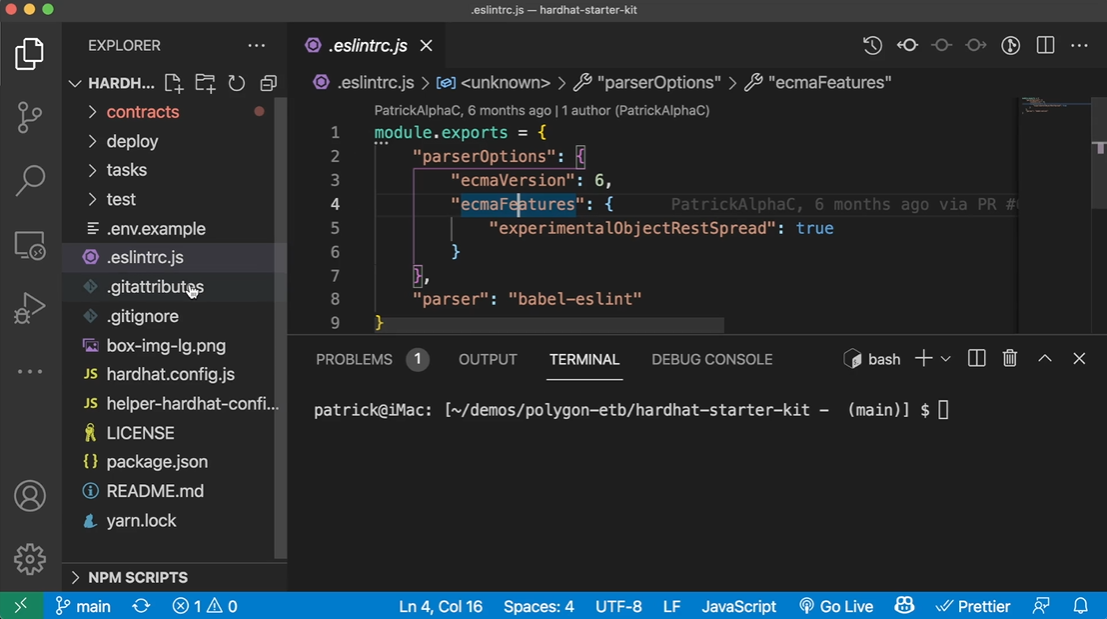 .eslintrc.js — hardhat-starter-kit
EXPLORER
HARDH...
contracts
deploy
tasks
test
.env.example
.eslintrc.js
.gitattributes
.gitignore
box-img-lg.png
JS hardhat.config.js
JS helper-hardhat-confi...
LICENSE
{} package.json
README.md
yarn.lock
NPM SCRIPTS
.eslintrc.js
.eslintrc.js > <unknown> > "parserOptions" > "ecmaFeatures"
PatrickAlphaC, 6 months ago | 1 author (PatrickAlphaC)
1 module.exports = {
2 "parserOptions": {
3 "ecmaVersion": 6,
4 "ecmaFeatures": { PatrickAlphaC, 6 months ago via PR #
5 "experimentalObjectRestSpread": true
6 }
7 },
8 "parser": "babel-eslint"
9 }
PROBLEMS 1 OUTPUT TERMINAL DEBUG CONSOLE bash
patrick@iMac: [~/demos/polygon-etb/hardhat-starter-kit - (main)] $
main 1 0 Ln 4, Col 16 Spaces: 4 UTF-8 LF JavaScript Go Live Prettier